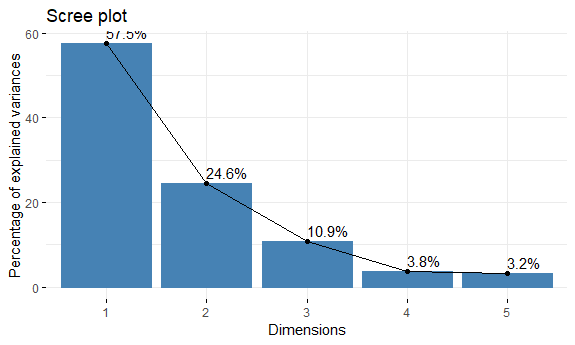 Scree plot
Percentage of explained variances
60
40
20
0
57.5%
24.6%
10.9%
3.8%
3.2%
1 2 3 4 5
Dimensions